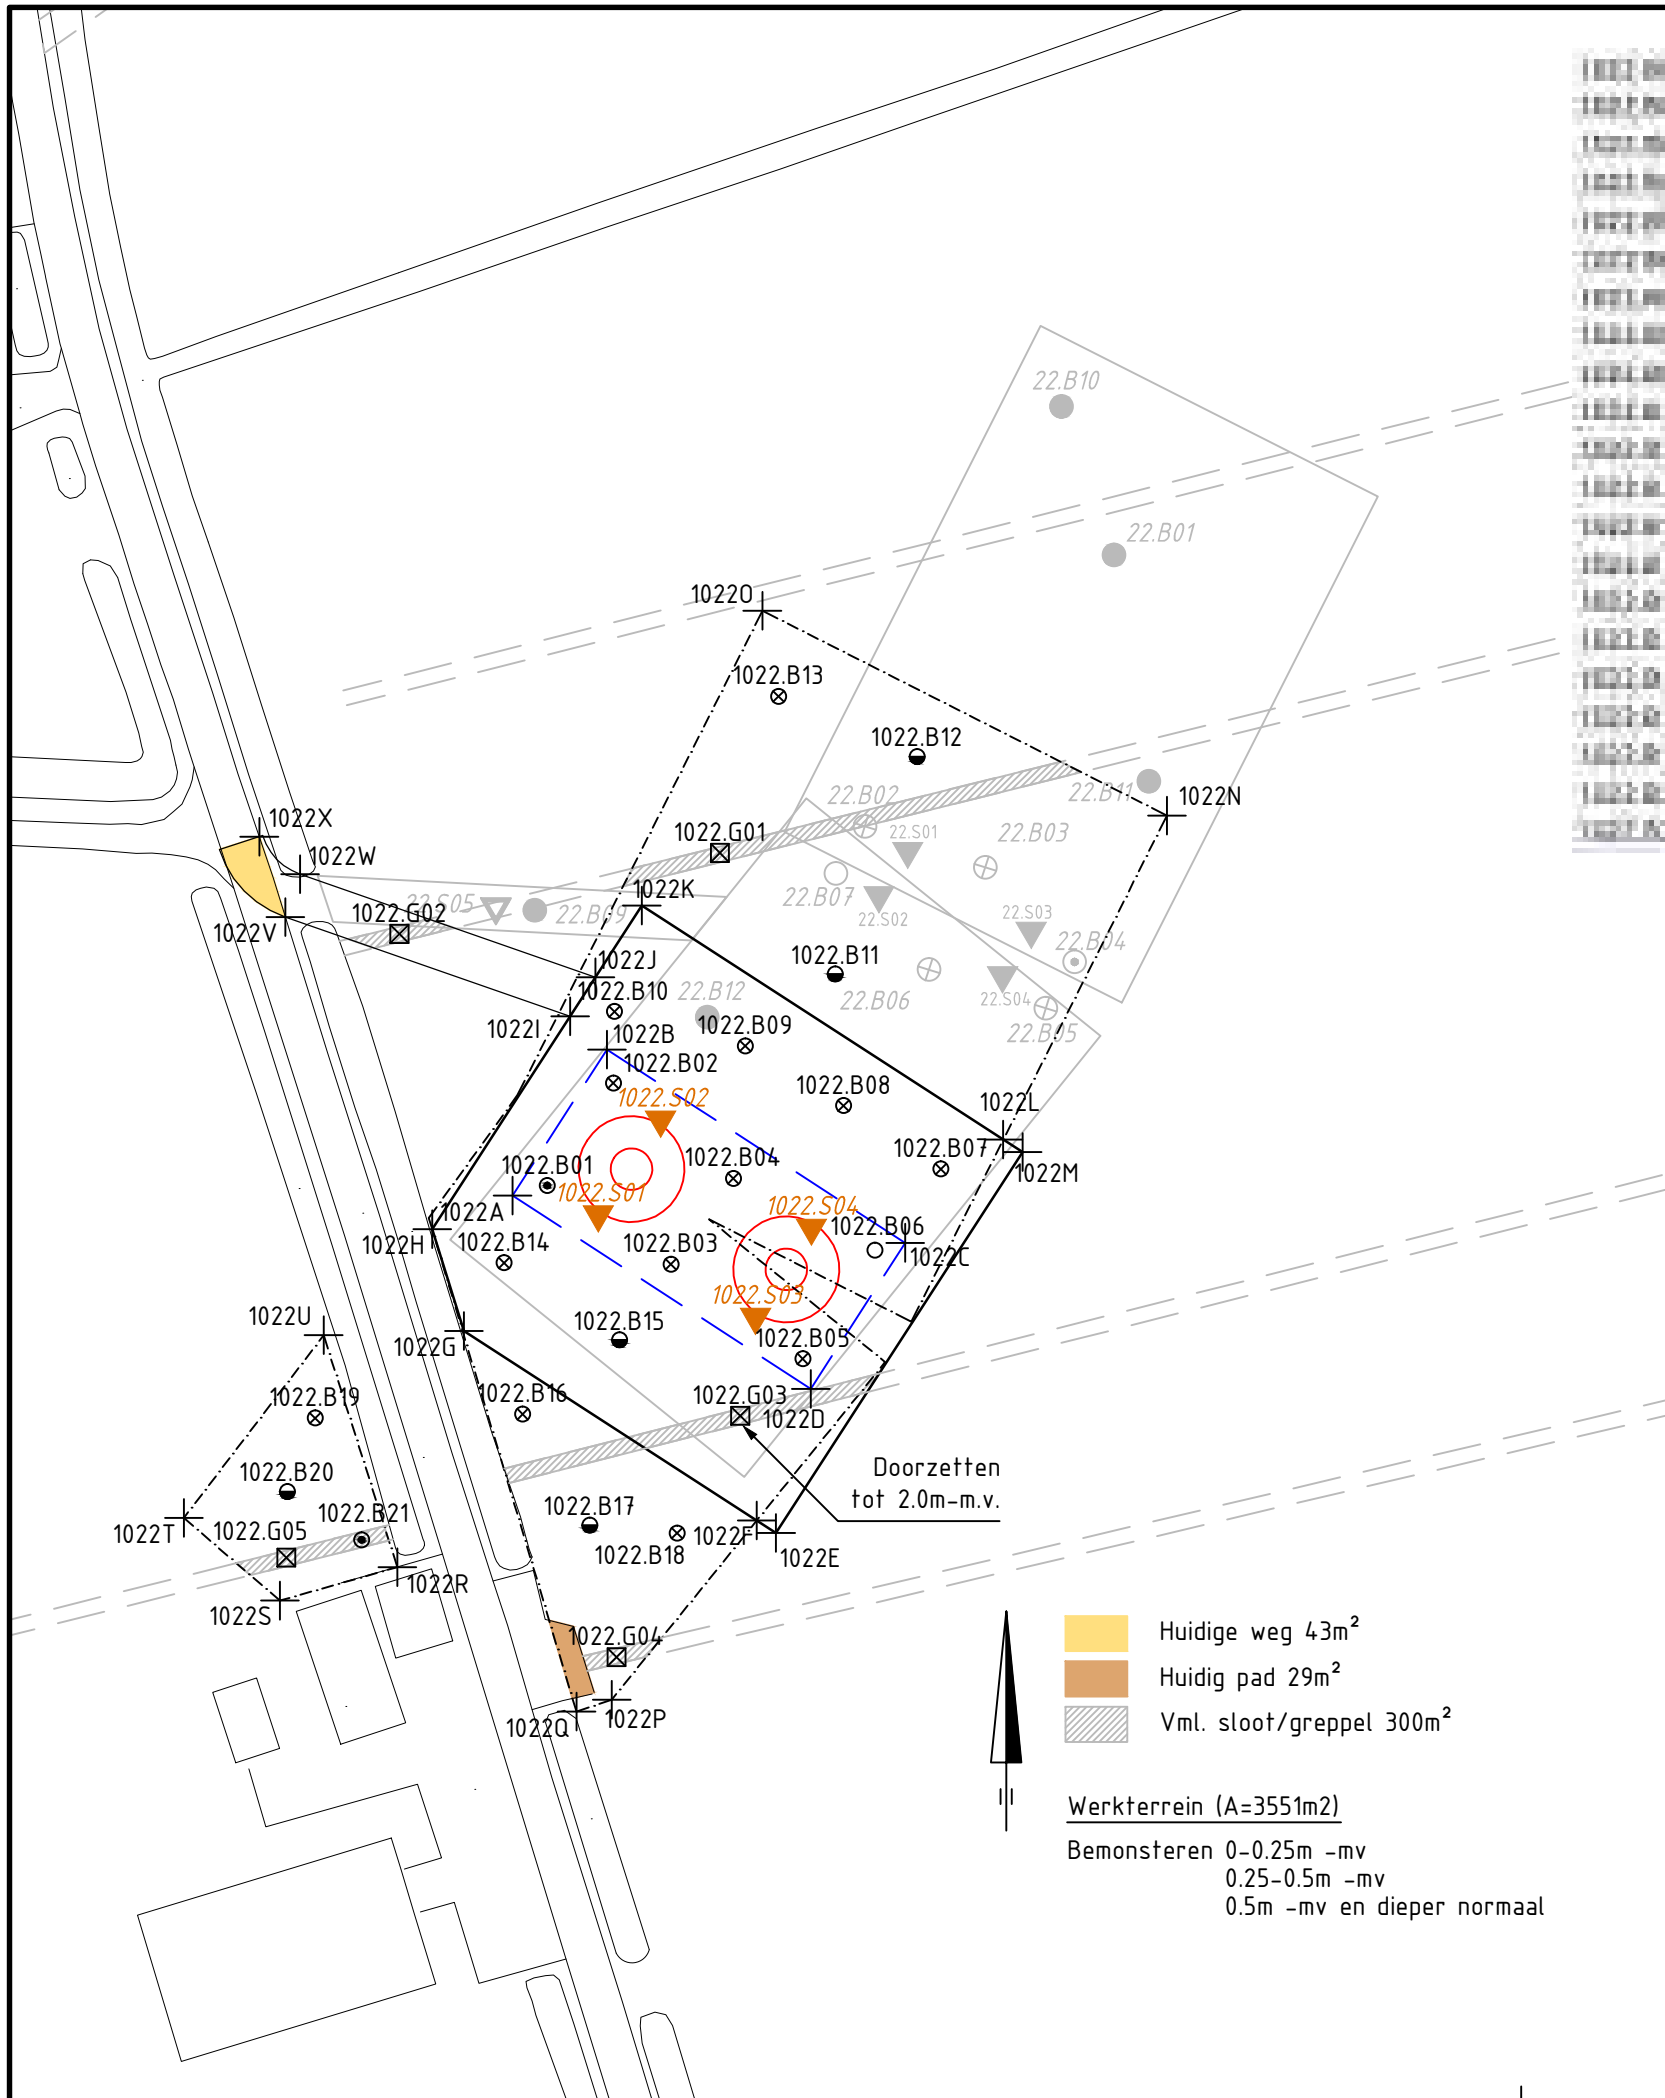 22.B10
22.B01
1022O
1022.B13
1022.B12
22.B11
1022N
22.B02
22.S01
22.B03
1022X
1022.G01
1022W
22.B07
1022K
22.S02
22.S03
22.S05
22.B09
1022.G02
1022V
22.B04
1022J
1022.B11
1022.B10
22.B12
22.B06
22.S04
1022I
1022B
1022.B09
22.B05
1022.B02
1022.B08
1022.S02
1022L
1022.B07
1022.B04
1022.B01
1022M
1022.S01
1022.S04
1022A
1022.B06
1022H
1022.B14
1022.B03
1022C
1022.S03
1022U
1022.B15
1022G
1022.B05
1022.B19
1022.B16
1022.G03
1022D
Doorzetten
tot 2.0m-m.v.
1022.B20
1022.B17
1022.B21
1022T
1022.G05
1022F
1022.B18
1022E
1022R
1022S
1022.G04
1022Q
1022P
Huidige weg 43m²
Huidig pad 29m²
Vml. sloot/greppel 300m²
Werkterrein (A=3551m2)
Bemonsteren 0-0.25m -mv
0.25-0.5m -mv
0.5m -mv en dieper normaal